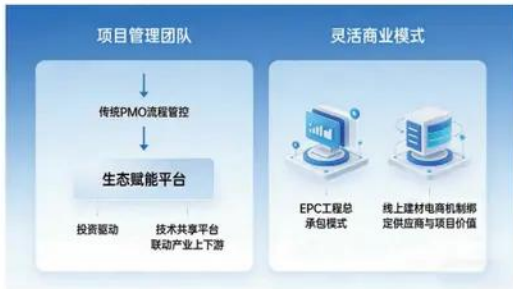 项目管理团队
传统PMO流程管控
生态赋能平台
投资驱动
技术共享平台
联动产业上下游
灵活商业模式
EPC工程总
承包模式
线上建材电商机制绑
定供应商与项目价值